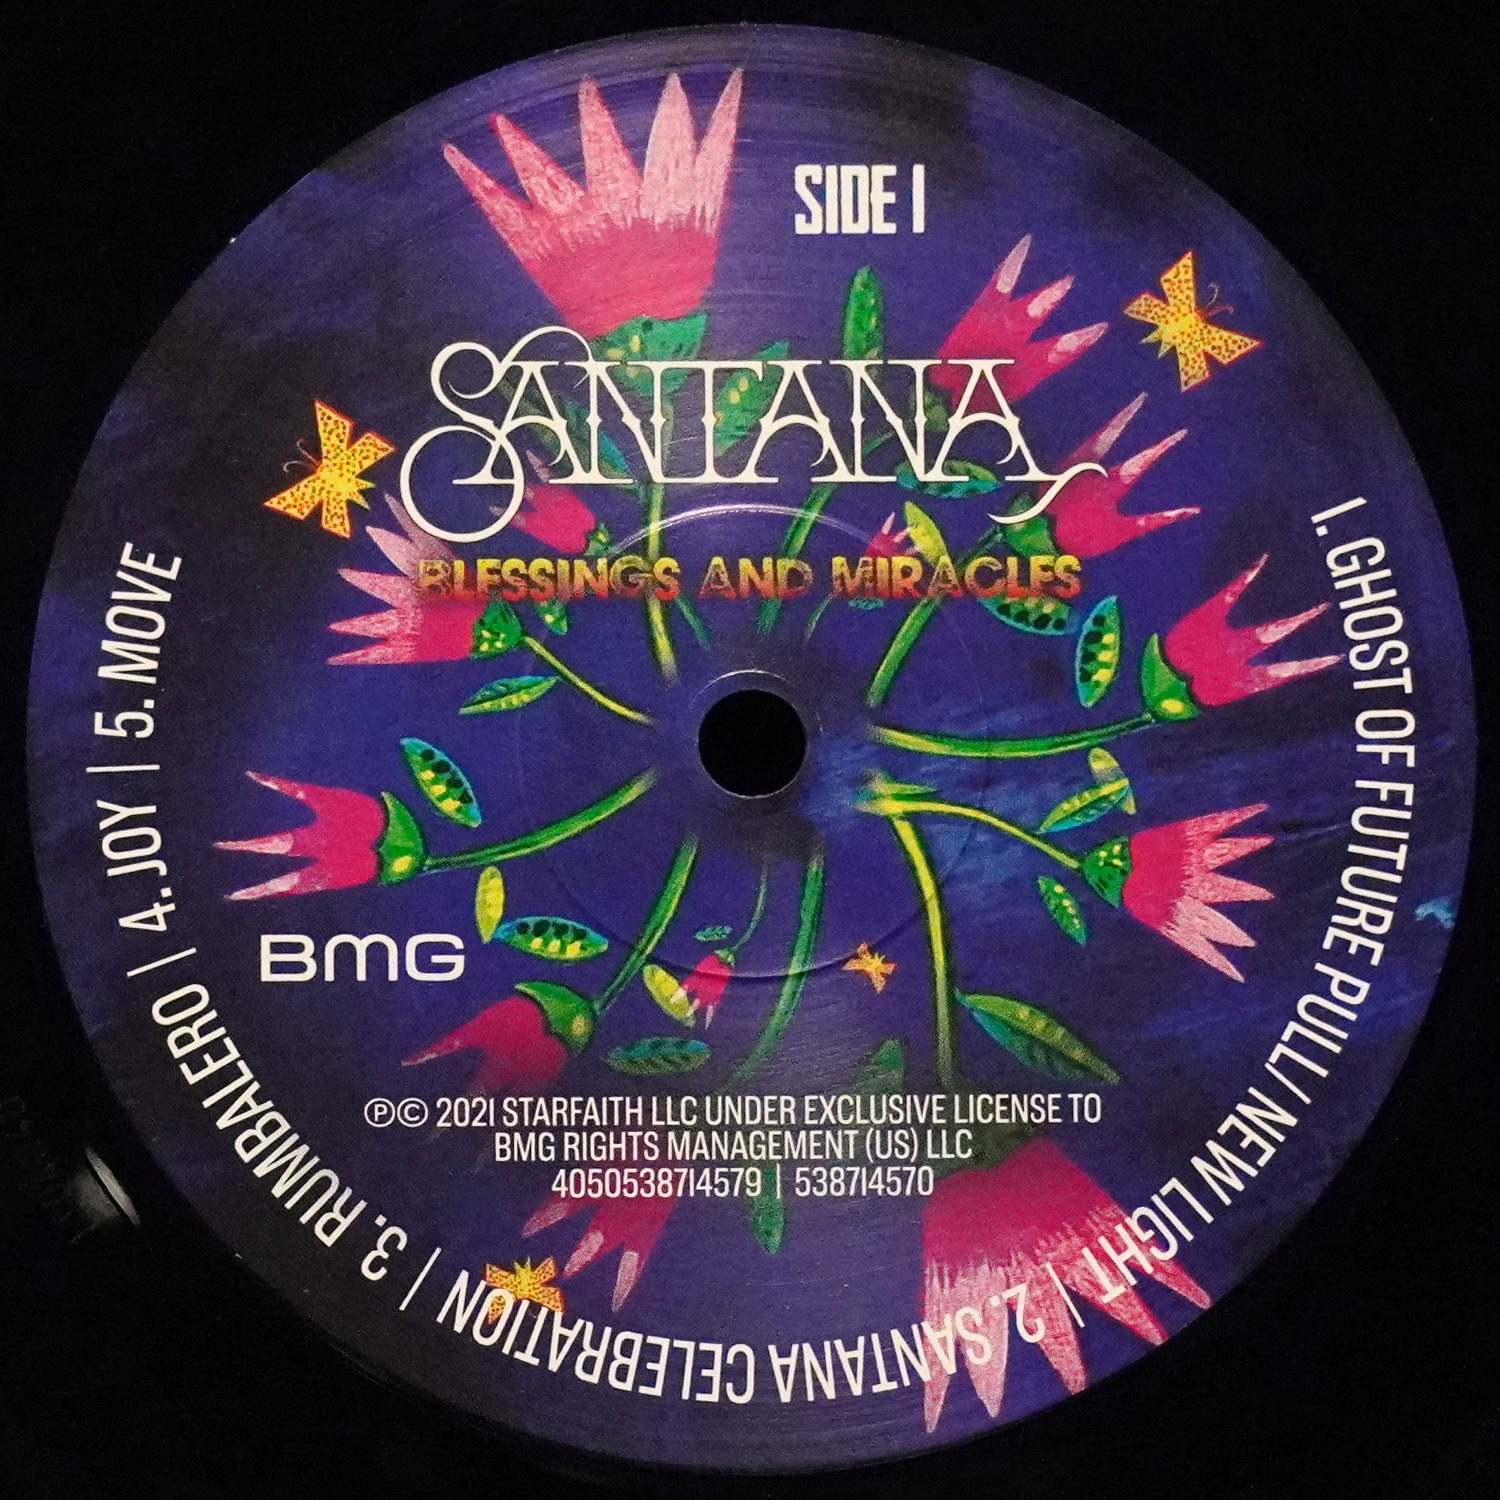 SIDE 1
SANTANA
BLESSINGS AND MIRACLES
1. GHOST OF FUTURE PULL/ NEW LIGHT | 2. SANTANA CELEBRATION | 3. RUMBALERO | 4. JOY | 5. MOVE
BMG
℗© 2021 STARFAITH LLC UNDER EXCLUSIVE LICENSE TO
BMG RIGHTS MANAGEMENT (US) LLC
4050538714579 | 538714570